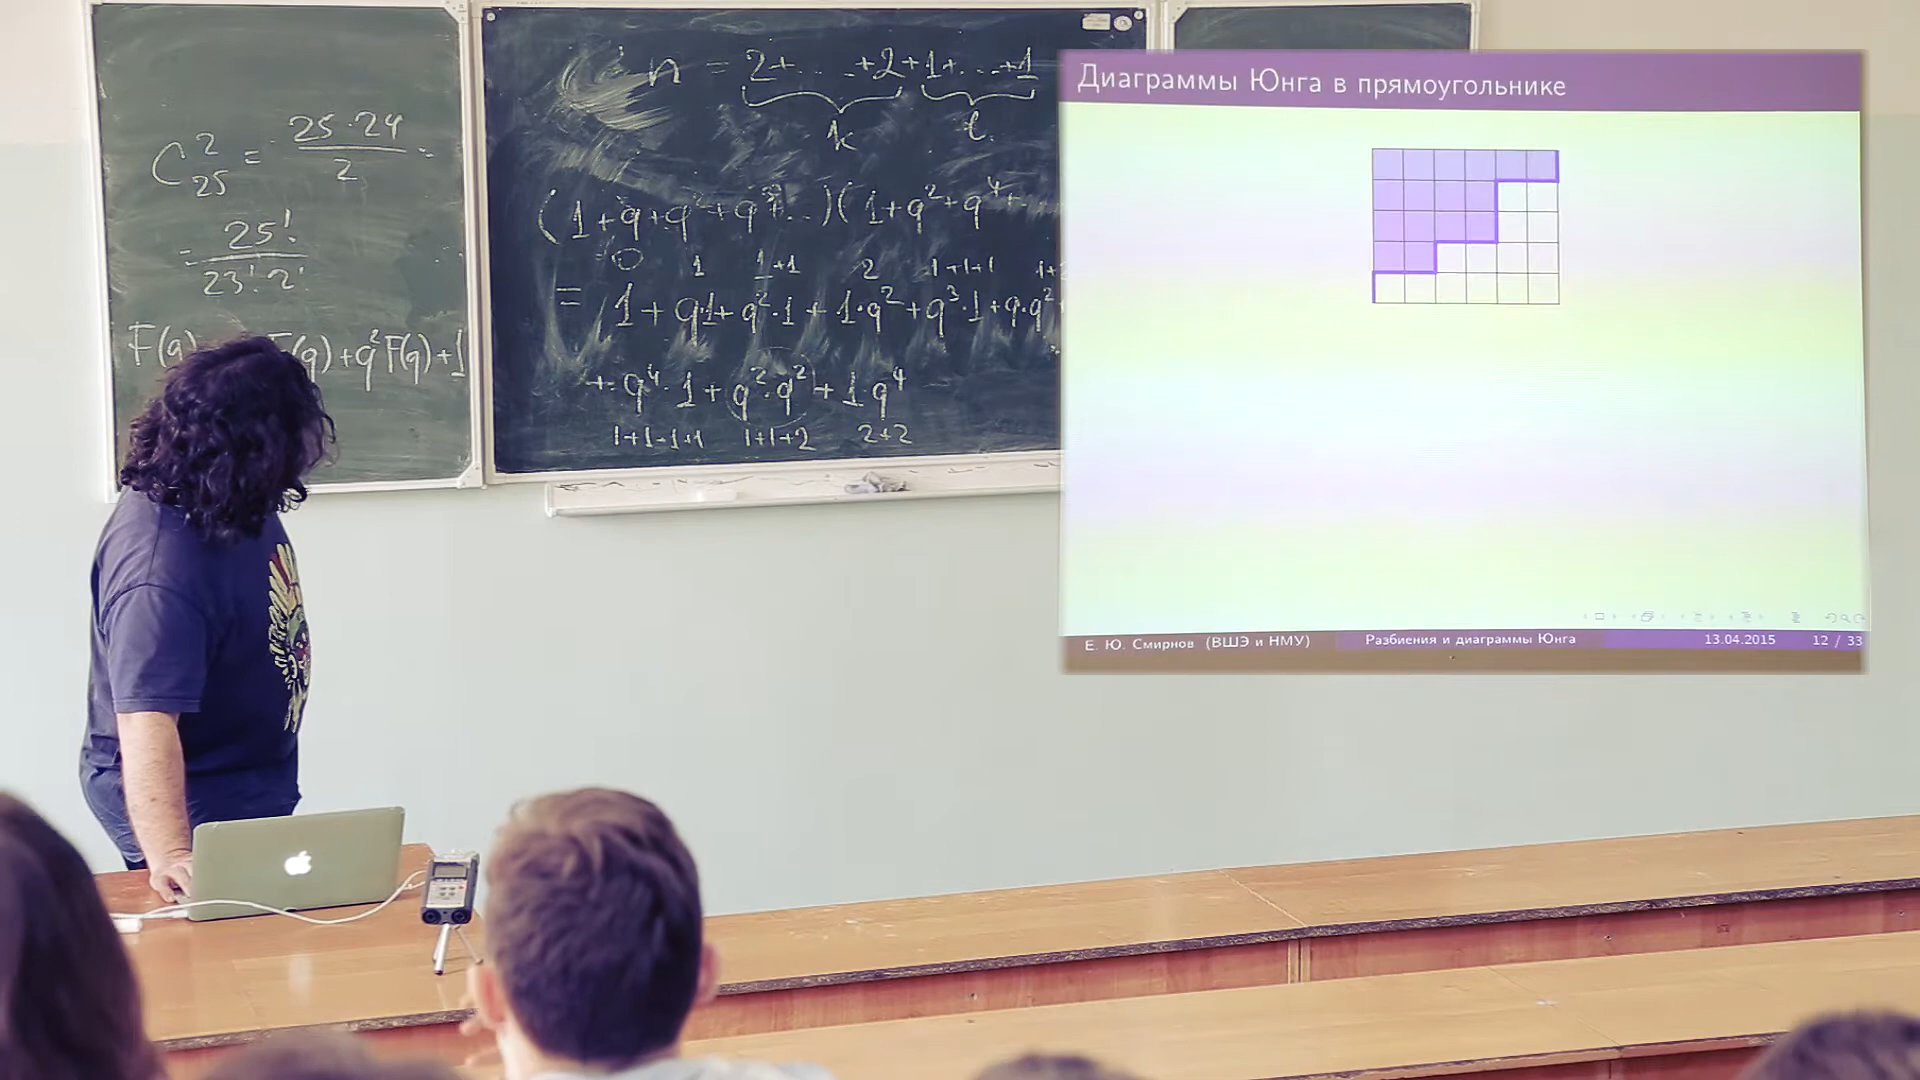 C²₂₅ = 25·24 / 2
= 25! / 23!·2!
F(q) + q²F(q) + 1
n = 2+...+2+1+...+1
k l
(1+q+q²+q³+..)(1+q²+q⁴+..
0 1 1+1 2 1+1+1
= 1 + q·1 + q²·1 + 1·q² + q³·1 + q·q²
+ q⁴·1 + q²·q² + 1·q⁴
1+1+1+1 1+1+2 2+2
Диаграммы Юнга в прямоугольнике
Е. Ю. Смирнов (ВШЭ и НМУ) Разбиения и диаграммы Юнга 13.04.2015 12 / 33